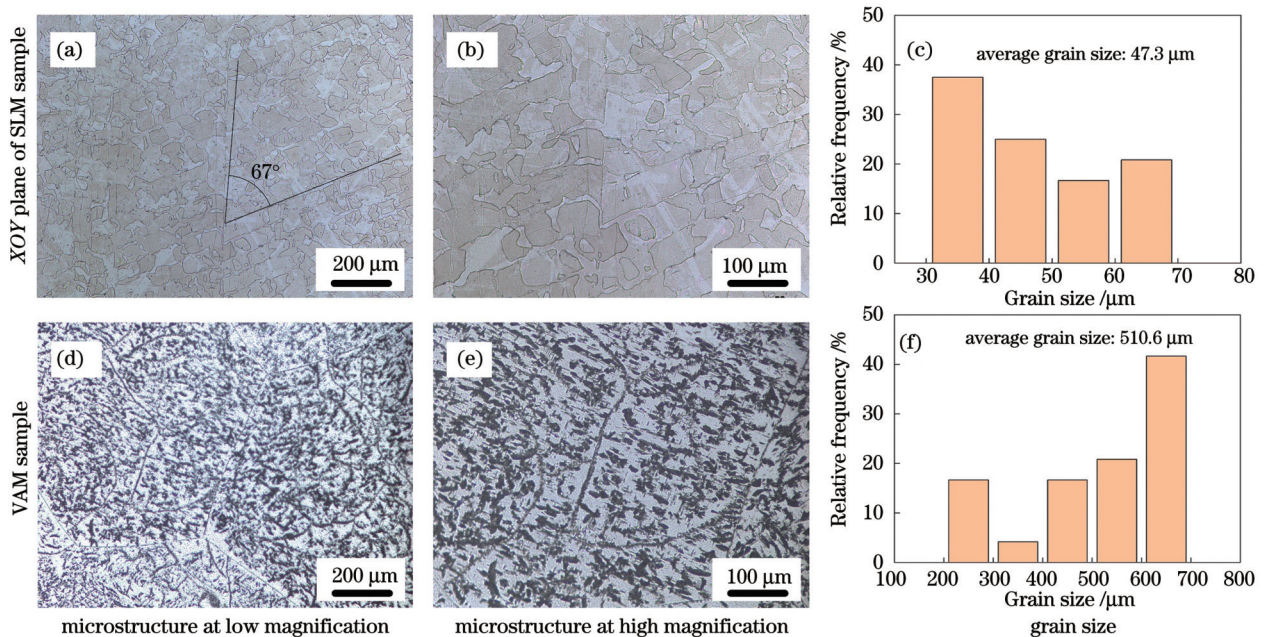 XOY plane of SLM sample
(a)
67°
200 μm
(b)
100 μm
(c)
average grain size: 47.3 μm
Relative frequency /%
50
40
30
20
10
0
30 40 50 60 70 80
Grain size /μm
VAM sample
(d)
200 μm
(e)
100 μm
(f)
average grain size: 510.6 μm
Relative frequency /%
50
40
30
20
10
0
100 200 300 400 500 600 700 800
Grain size /μm
microstructure at low magnification
microstructure at high magnification
grain size